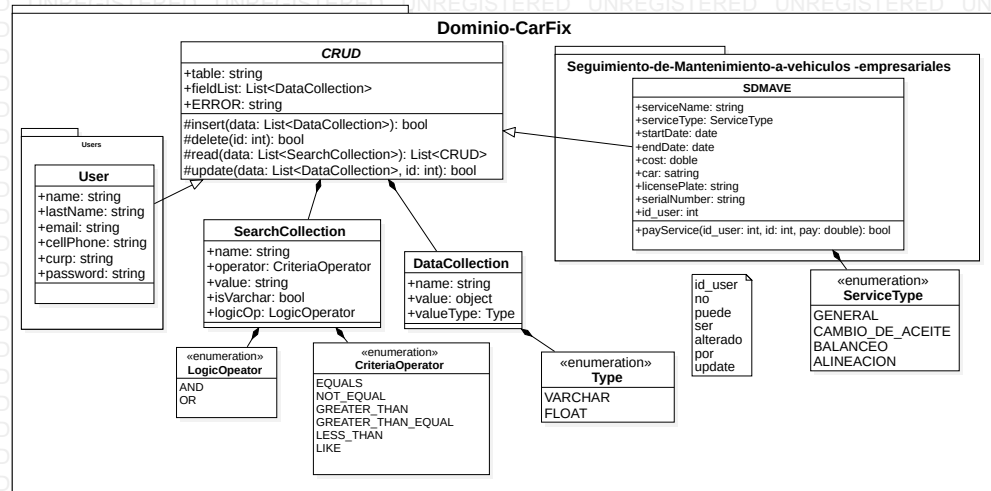 UNREGISTERED UNREGISTERED UNREGISTERED UNREGISTERED UNREGISTERED
Dominio-CarFix
CRUD
+table: string
+fieldList: List<DataCollection>
+ERROR: string
#insert(data: List<DataCollection>): bool
#delete(id: int): bool
#read(data: List<SearchCollection>): List<CRUD>
#update(data: List<DataCollection>, id: int): bool
Seguimiento-de-Mantenimiento-a-vehiculos -empresariales
SDMAVE
+serviceName: string
+serviceType: ServiceType
+startDate: date
+endDate: date
+cost: doble
+car: satring
+licensePlate: string
+serialNumber: string
+id_user: int
+payService(id_user: int, id: int, pay: double): bool
Users
User
+name: string
+lastName: string
+email: string
+cellPhone: string
+curp: string
+password: string
SearchCollection
+name: string
+operator: CriteriaOperator
+value: string
+isVarchar: bool
+logicOp: LogicOperator
DataCollection
+name: string
+value: object
+valueType: Type
id_user
no
puede
ser
alterado
por
update
«enumeration»
ServiceType
GENERAL
CAMBIO_DE_ACEITE
BALANCEO
ALINEACION
«enumeration»
LogicOpeator
AND
OR
«enumeration»
CriteriaOperator
EQUALS
NOT_EQUAL
GREATER_THAN
GREATER_THAN_EQUAL
LESS_THAN
LIKE
«enumeration»
Type
VARCHAR
FLOAT